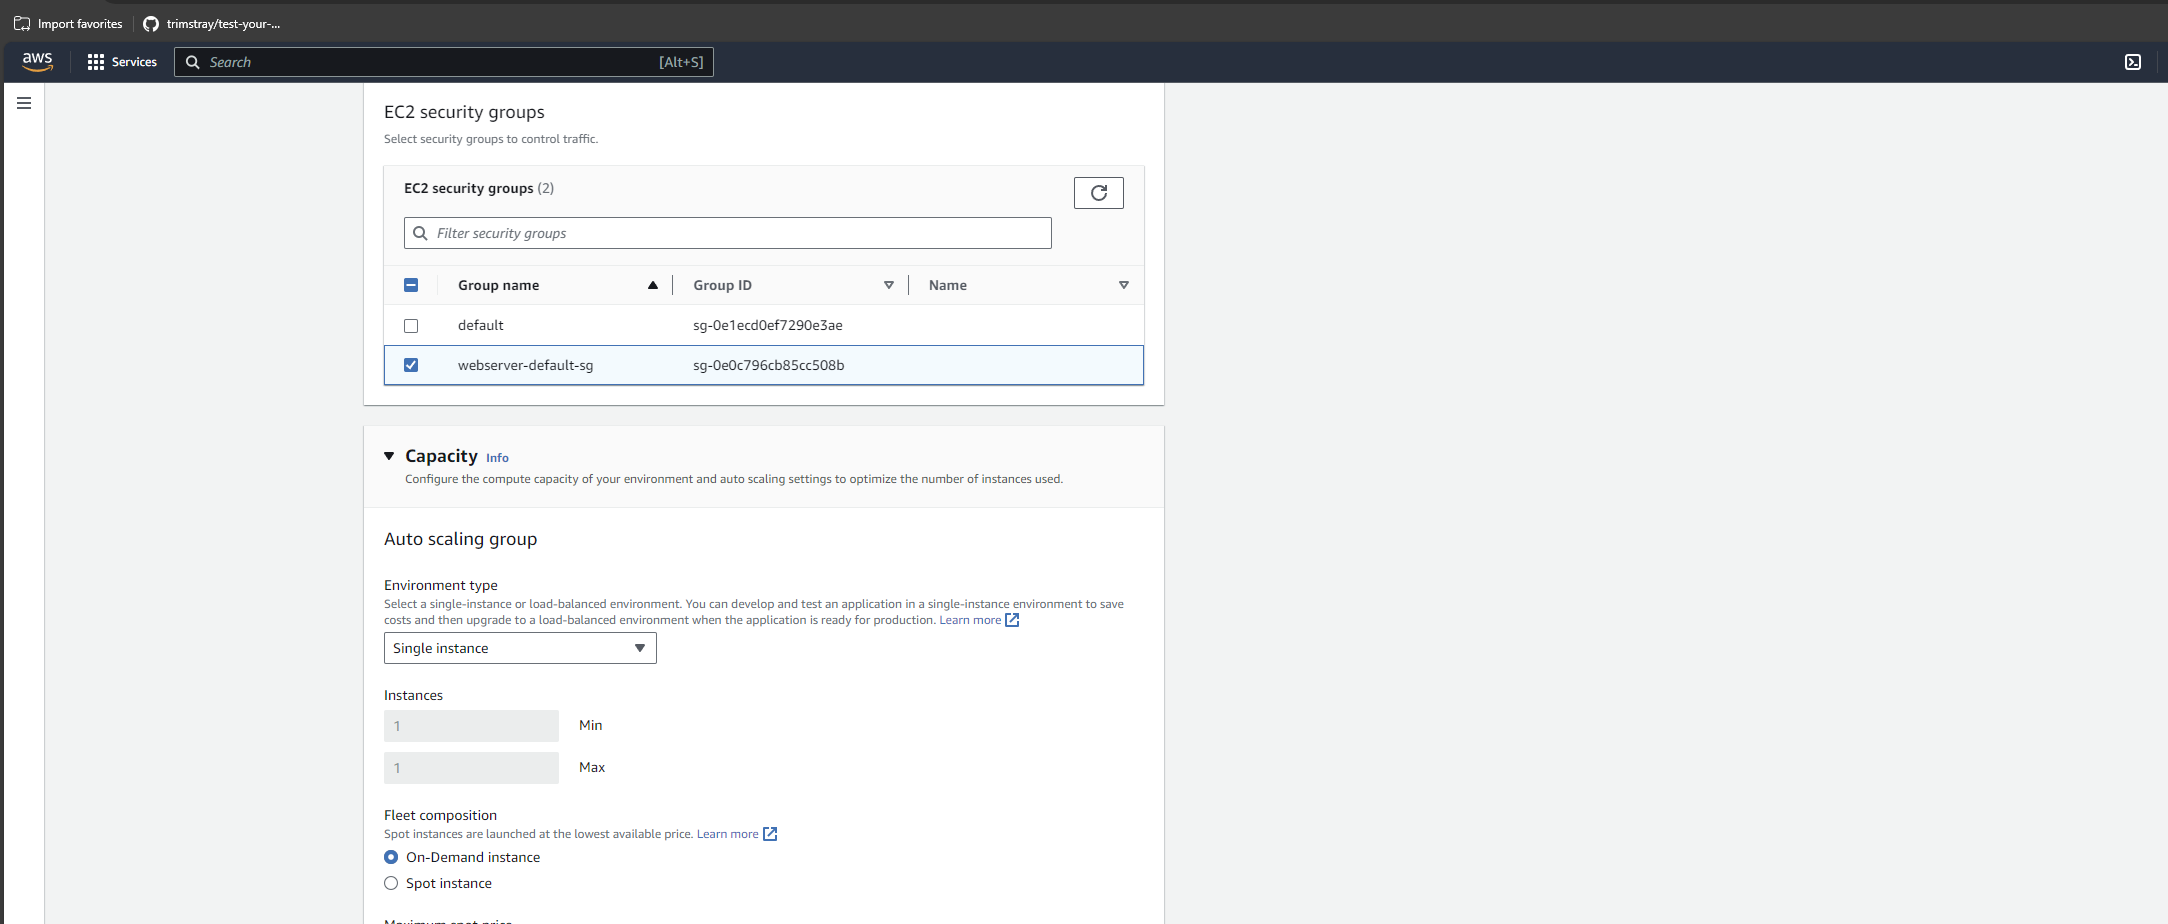 Import favorites
trimstray/test-your-...
aws
Services
Search
[Alt+S]
EC2 security groups
Select security groups to control traffic.
EC2 security groups (2)
Filter security groups
Group name Group ID Name
default sg-0e1ecd0ef7290e3ae
webserver-default-sg sg-0e0c796cb85cc508b
Capacity Info
Configure the compute capacity of your environment and auto scaling settings to optimize the number of instances used.
Auto scaling group
Environment type
Select a single-instance or load-balanced environment. You can develop and test an application in a single-instance environment to save
costs and then upgrade to a load-balanced environment when the application is ready for production. Learn more
Single instance
Instances
1 Min
1 Max
Fleet composition
Spot instances are launched at the lowest available price. Learn more
On-Demand instance
Spot instance